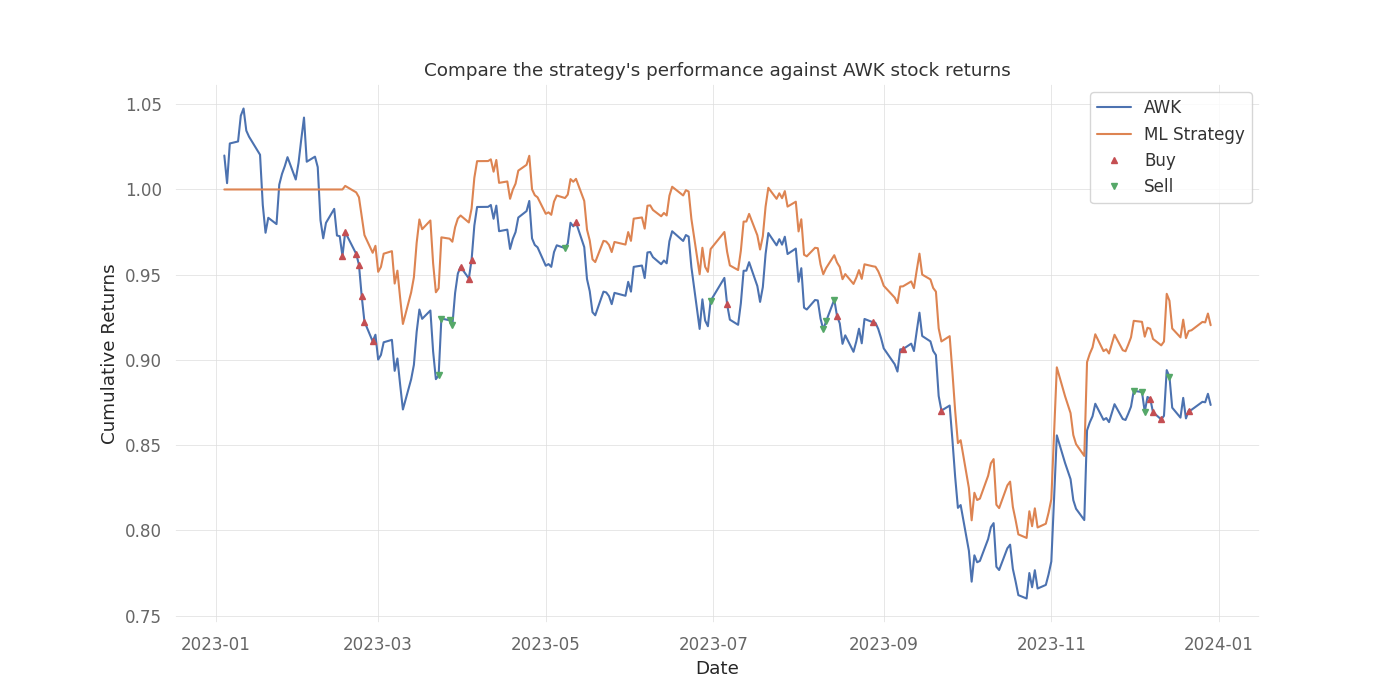 Compare the strategy's performance against AWK stock returns
AWK
ML Strategy
Buy
Sell
Cumulative Returns
1.05
1.00
0.95
0.90
0.85
0.80
0.75
2023-01
2023-03
2023-05
2023-07
2023-09
2023-11
2024-01
Date